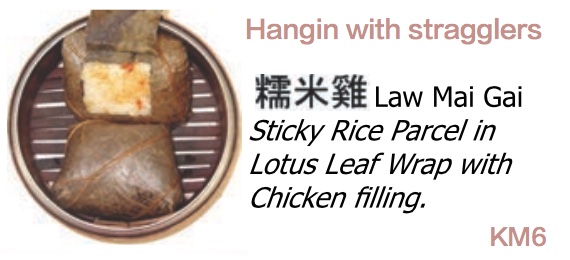 Hangin with stragglers
糯米雞 Law Mai Gai
Sticky Rice Parcel in
Lotus Leaf Wrap with
Chicken filling.
KM6